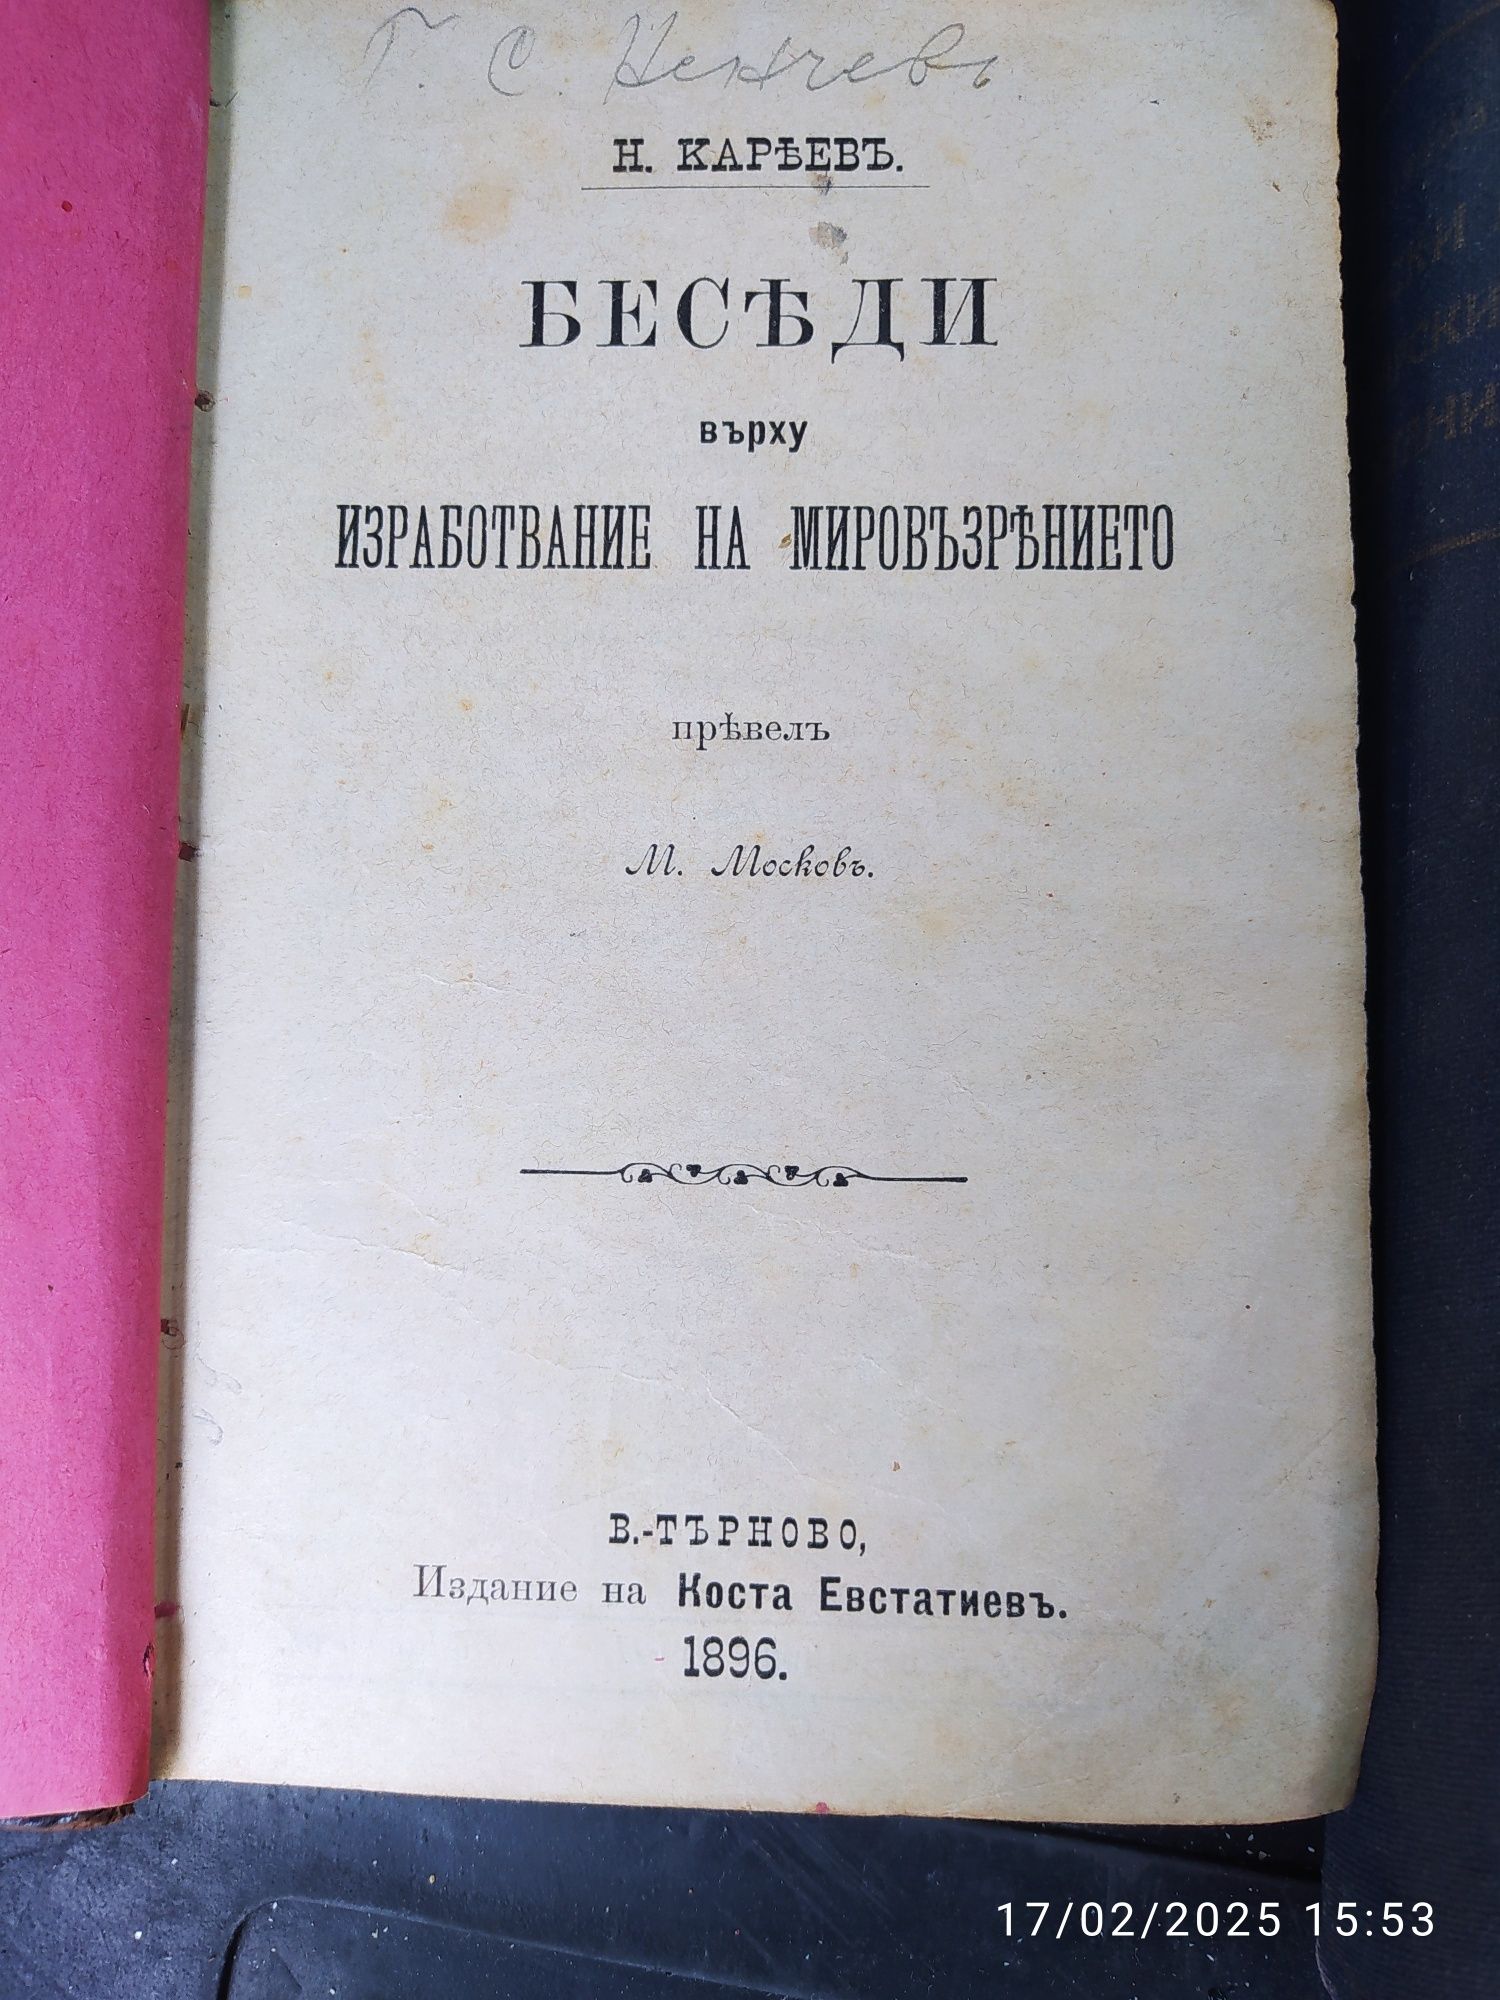 Г. С. Ненчевъ
Н. КАРѢЕВЪ.
БЕСѢДИ
върху
ИЗРАБОТВАНИЕ НА МИРОВЪЗРѢНИЕТО
прѣвелъ
М. Московъ.
В.-ТЪРНОВО,
Издание на Коста Евстатиевъ.
1896.
17/02/2025 15:53